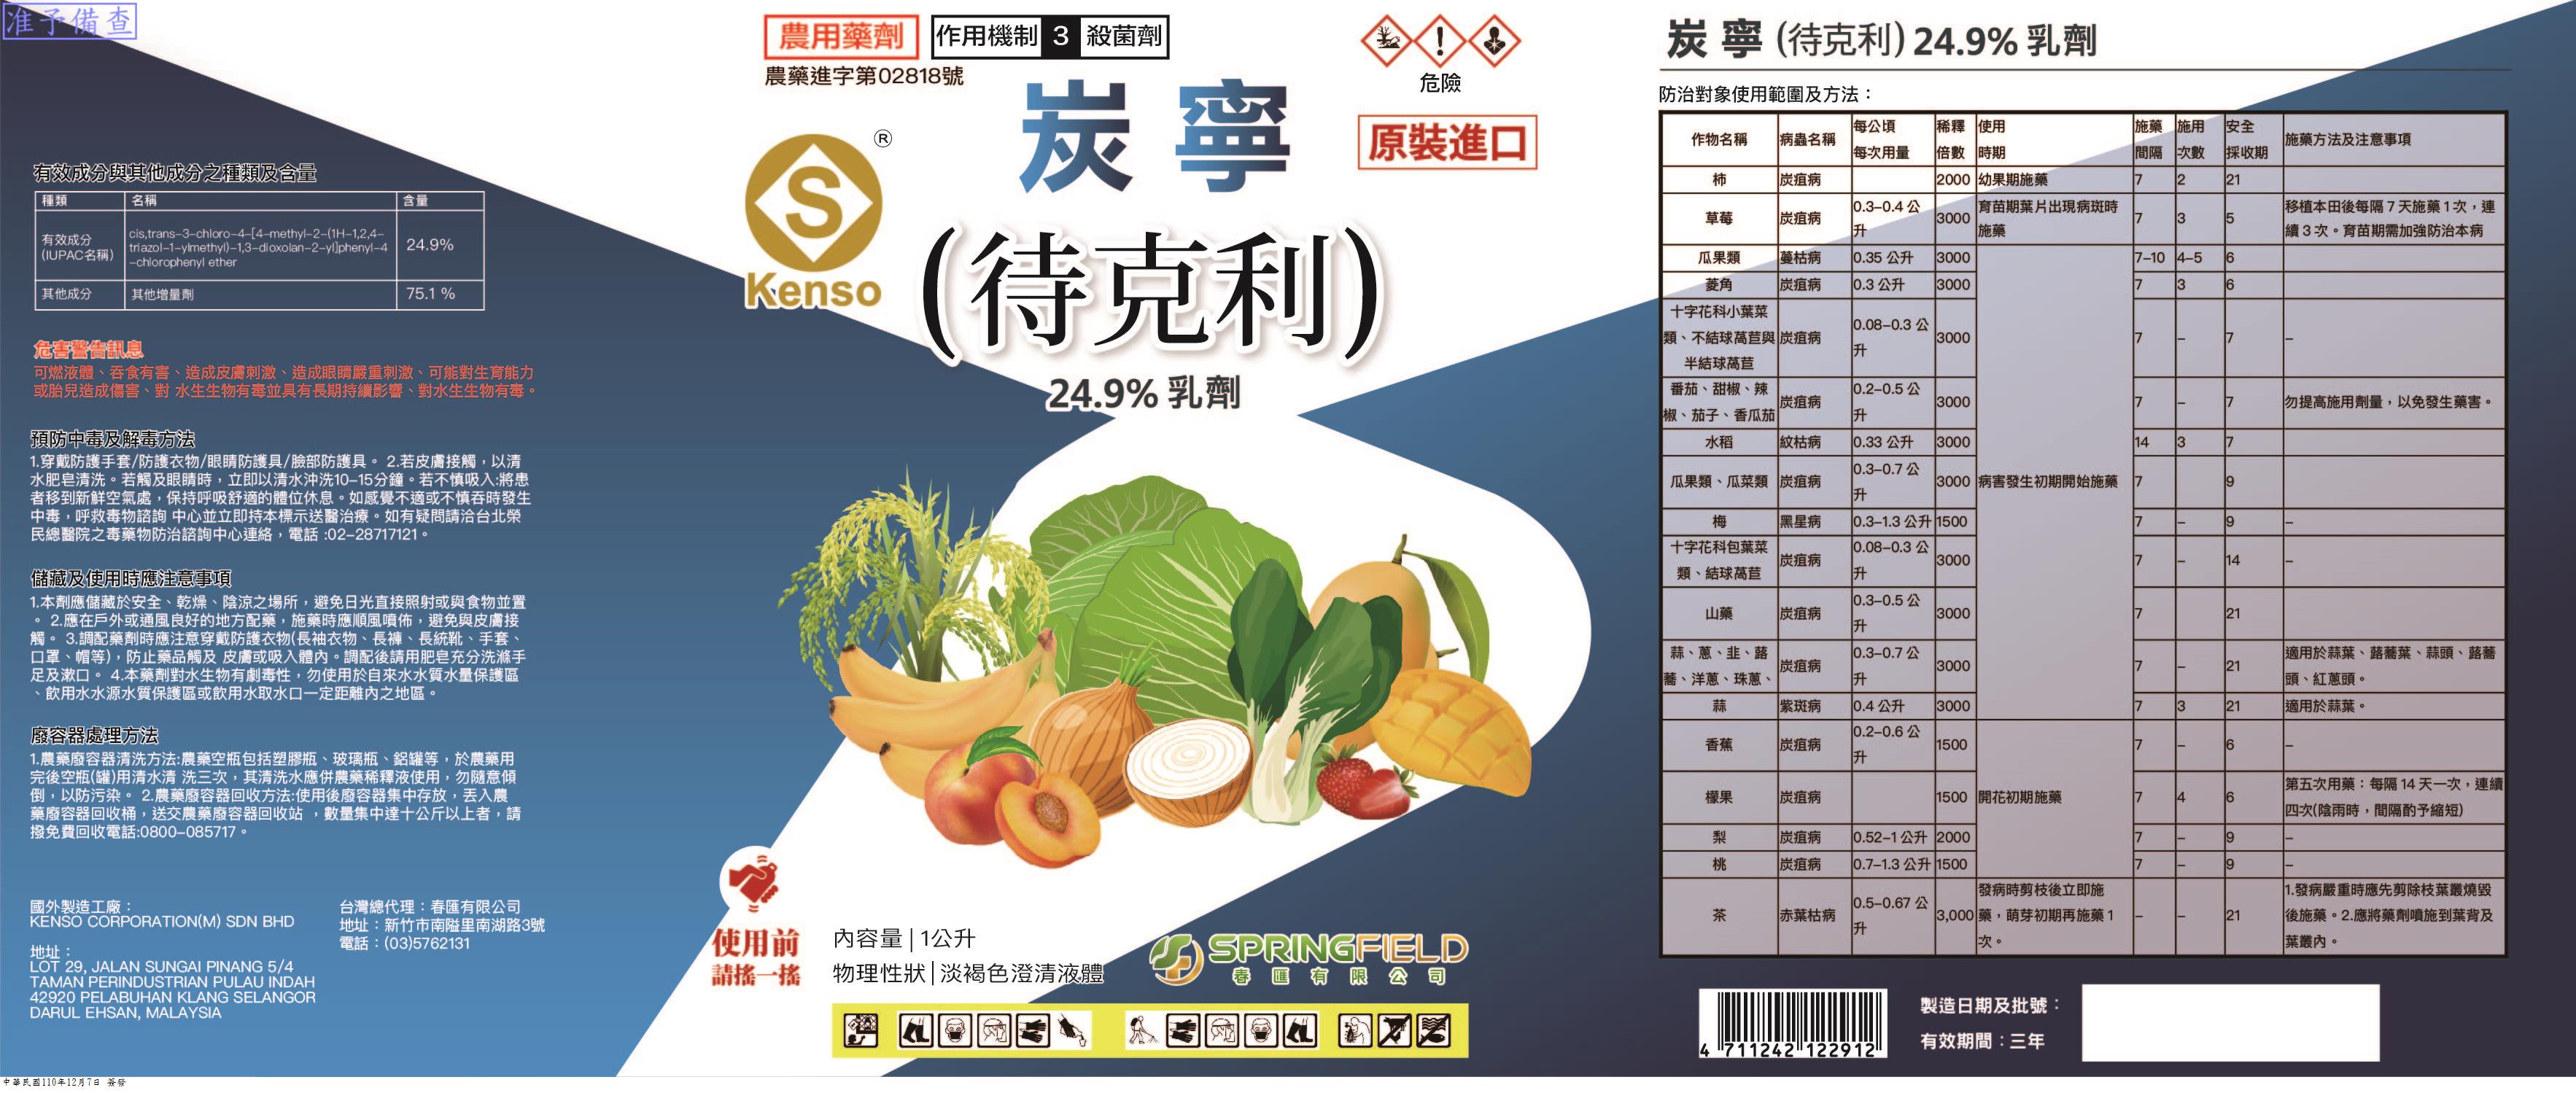 准予備查
有效成分與其他成分之種類及含量
種類 名稱 含量
有效成分
(IUPAC名稱)
cis,trans-3-chloro-4-[4-methyl-2-(1H-1,2,4-
triazol-1-ylmethyl)-1,3-dioxolan-2-yl]phenyl-4
-chlorophenyl ether
24.9%
其他成分 其他增量劑 75.1 %
危害警告訊息
可燃液體、吞食有害、造成皮膚刺激、造成眼睛嚴重刺激、可能對生育能力
或胎兒造成傷害、對 水生生物有毒並具有長期持續影響、對水生生物有毒。
預防中毒及解毒方法
1.穿戴防護手套/防護衣物/眼睛防護具/臉部防護具。 2.若皮膚接觸，以清
水肥皂清洗。若觸及眼睛時，立即以清水沖洗10-15分鐘。若不慎吸入:將患
者移到新鮮空氣處，保持呼吸舒適的體位休息。如感覺不適或不慎吞時發生
中毒，呼救毒物諮詢 中心並立即持本標示送醫治療。如有疑問請洽台北榮
民總醫院之毒藥物防治諮詢中心連絡，電話 :02-28717121。
儲藏及使用時應注意事項
1.本劑應儲藏於安全、乾燥、陰涼之場所，避免日光直接照射或與食物並置
。 2.應在戶外或通風良好的地方配藥，施藥時應順風噴佈，避免與皮膚接
觸。 3.調配藥劑時應注意穿戴防護衣物(長袖衣物、長褲、長統靴、手套、
口罩、帽等)，防止藥品觸及 皮膚或吸入體內。調配後請用肥皂充分洗滌手
足及漱口。 4.本藥劑對水生物有劇毒性，勿使用於自來水水質水量保護區
、飲用水水源水質保護區或飲用水取水口一定距離內之地區。
廢容器處理方法
1.農藥廢容器清洗方法:農藥空瓶包括塑膠瓶、玻璃瓶、鋁罐等，於農藥用
完後空瓶(罐)用清水清 洗三次，其清洗水應併農藥稀釋液使用，勿隨意傾
倒，以防污染。 2.農藥廢容器回收方法:使用後廢容器集中存放，丟入農
藥廢容器回收桶，送交農藥廢容器回收站 ，數量集中達十公斤以上者，請
撥免費回收電話:0800-085717。
國外製造工廠：
KENSO CORPORATION(M) SDN BHD
地址：
LOT 29, JALAN SUNGAI PINANG 5/4
TAMAN PERINDUSTRIAN PULAU INDAH
42920 PELABUHAN KLANG SELANGOR
DARUL EHSAN, MALAYSIA
台灣總代理：春匯有限公司
地址：新竹市南隘里南湖路3號
電話：(03)5762131
中華民國110年12月7日 簽發
農用藥劑 作用機制 3 殺菌劑
農藥進字第02818號
危險
原裝進口
炭寧
(待克利)
24.9% 乳劑
S ®
Kenso
使用前
請搖一搖
內容量|1公升
物理性狀|淡褐色澄清液體
SPRINGFIELD
春匯有限公司
炭寧 (待克利) 24.9% 乳劑
防治對象使用範圍及方法：
作物名稱 病蟲名稱 每公頃每次用量 稀釋倍數 使用時期 施藥間隔 施用次數 安全採收期 施藥方法及注意事項
柿 炭疽病 2000 幼果期施藥 7 2 21
草莓 炭疽病 0.3-0.4 公升 3000 育苗期葉片出現病斑時施藥 7 3 5 移植本田後每隔 7 天施藥 1 次，連續 3 次。育苗期需加強防治本病
瓜果類 蔓枯病 0.35 公升 3000 7-10 4-5 6
菱角 炭疽病 0.3 公升 3000 7 3 6
十字花科小葉菜類、不結球萵苣與半結球萵苣 炭疽病 0.08-0.3 公升 3000 7 - 7 -
番茄、甜椒、辣椒、茄子、香瓜茄 炭疽病 0.2-0.5 公升 3000 7 - 7 勿提高施用劑量，以免發生藥害。
水稻 紋枯病 0.33 公升 3000 14 3 7
瓜果類、瓜菜類 炭疽病 0.3-0.7 公升 3000 病害發生初期開始施藥 7 9
梅 黑星病 0.3-1.3 公升 1500 7 - 9 -
十字花科包葉菜類、結球萵苣 炭疽病 0.08-0.3 公升 3000 7 - 14 -
山藥 炭疽病 0.3-0.5 公升 3000 7 21
蒜、蔥、韭、蕗蕎、洋蔥、珠蔥、 炭疽病 0.3-0.7 公升 3000 7 - 21 適用於蒜葉、蕗蕎葉、蒜頭、蕗蕎頭、紅蔥頭。
蒜 紫斑病 0.4 公升 3000 7 3 21 適用於蒜葉。
香蕉 炭疽病 0.2-0.6 公升 1500 7 - 6 -
檬果 炭疽病 1500 開花初期施藥 7 4 6 第五次用藥：每隔 14 天一次，連續四次(陰雨時，間隔酌予縮短)
梨 炭疽病 0.52-1 公升 2000 7 - 9 -
桃 炭疽病 0.7-1.3 公升 1500 7 - 9 -
茶 赤葉枯病 0.5-0.67 公升 3,000 發病時剪枝後立即施藥，萌芽初期再施藥 1 次。 - - 21 1.發病嚴重時應先剪除枝葉叢燒毀後施藥。2.應將藥劑噴施到葉背及葉叢內。
4 711242 122912
製造日期及批號：
有效期間：三年